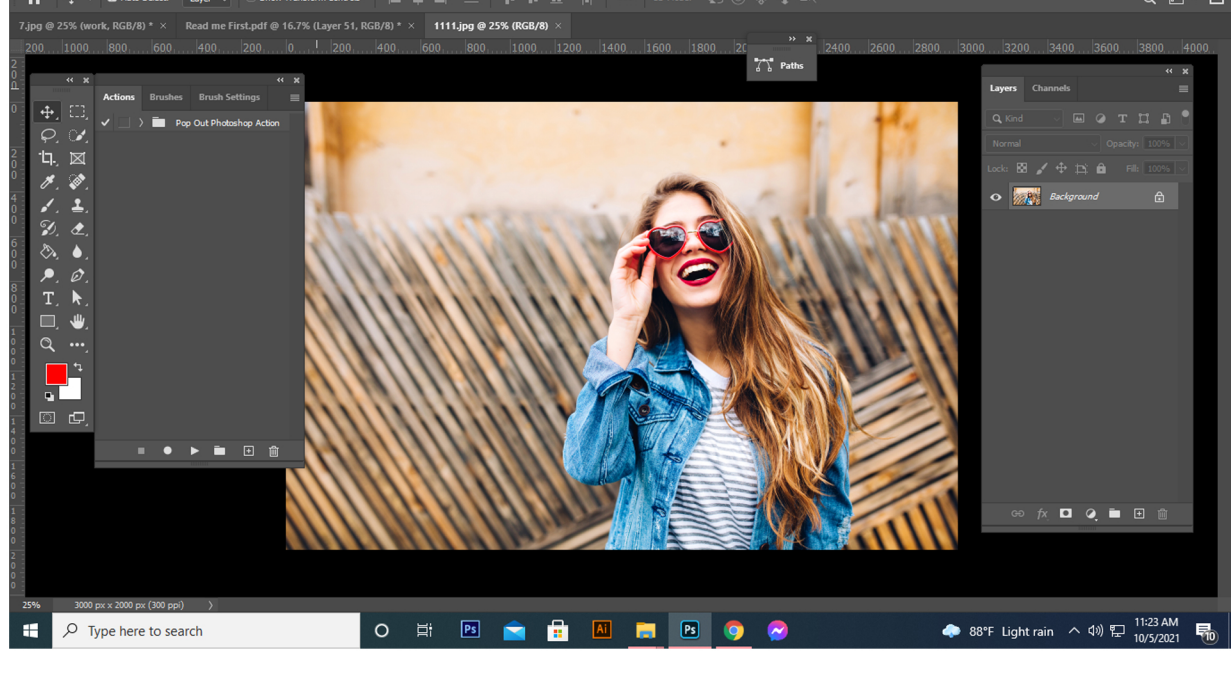 7.jpg @ 25% (work, RGB/8) * × Read me First.pdf @ 16.7% (Layer 51, RGB/8) * × 1111.jpg @ 25% (RGB/8) ×
200 1000 800 600 400 200 0 200 400 600 800 1000 1200 1400 1600 1800 2400 2600 2800 3000 3200 3400 3600 3800 4000
Paths
Actions Brushes Brush Settings
Pop Out Photoshop Action
Layers Channels
Kind
Normal Opacity: 100%
Lock: Fill: 100%
Background
fx
25% 3000 px x 2000 px (300 ppi)
Type here to search
Ps Ai Ps
88°F Light rain
11:23 AM
10/5/2021
10